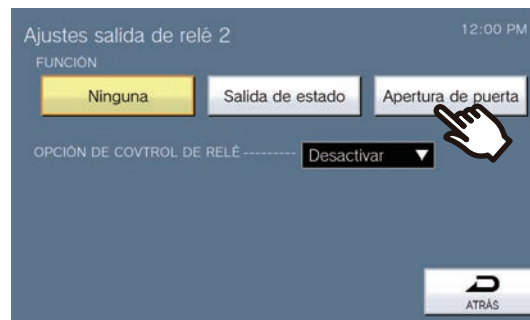 Ajustes salida de relé 2
12:00 PM
FUNCIÓN
Ninguna
Salida de estado
Apertura de puerta
OPCIÓN DE COVTROL DE RELÉ --------- Desactivar ▼
ATRÁS